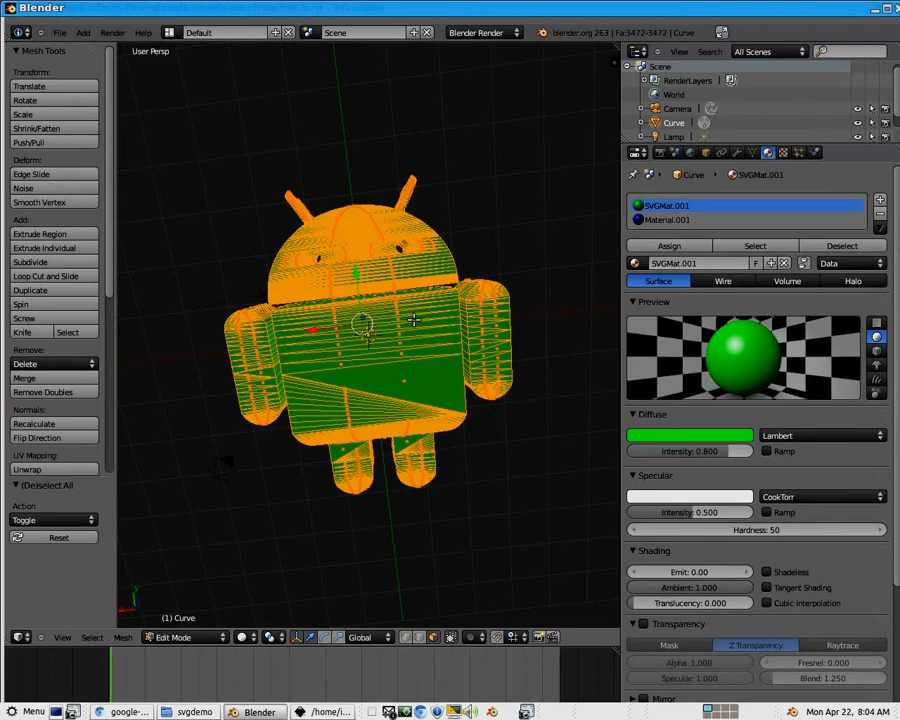 Blender
File
Add
Render
Help
Default
Scene
Blender Render
blender.org 263 | Fa:3472-3472 | Curve
Mesh Tools
Transform:
Translate
Rotate
Scale
Shrink/Fatten
Push/Pull
Deform:
Edge Slide
Noise
Smooth Vertex
Add:
Extrude Region
Extrude Individual
Subdivide
Loop Cut and Slide
Duplicate
Spin
Screw
Knife
Select
Remove:
Delete
Merge
Remove Doubles
Normals:
Recalculate
Flip Direction
UV Mapping:
Unwrap
(De)select All
Action
Toggle
Reset
User Persp
(1) Curve
View
Select
Mesh
Edit Mode
Global
View
Search
All Scenes
Scene
RenderLayers
World
Camera
Curve
Lamp
Curve
SVGMat.001
SVGMat.001
Material.001
Assign
Select
Deselect
SVGMat.001
F
Data
Surface
Wire
Volume
Halo
Preview
Diffuse
Lambert
Intensity: 0.800
Ramp
Specular
CookTorr
Intensity: 0.500
Ramp
Hardness: 50
Shading
Emit: 0.00
Shadeless
Ambient: 1.000
Tangent Shading
Translucency: 0.000
Cubic Interpolation
Transparency
Mask
Z Transparency
Raytrace
Alpha: 1.000
Fresnel: 0.000
Specular: 1.000
Blend: 1.250
Mirror
Menu
google-...
svgdemo
Blender
/home/i...
Mon Apr 22, 8:04 AM